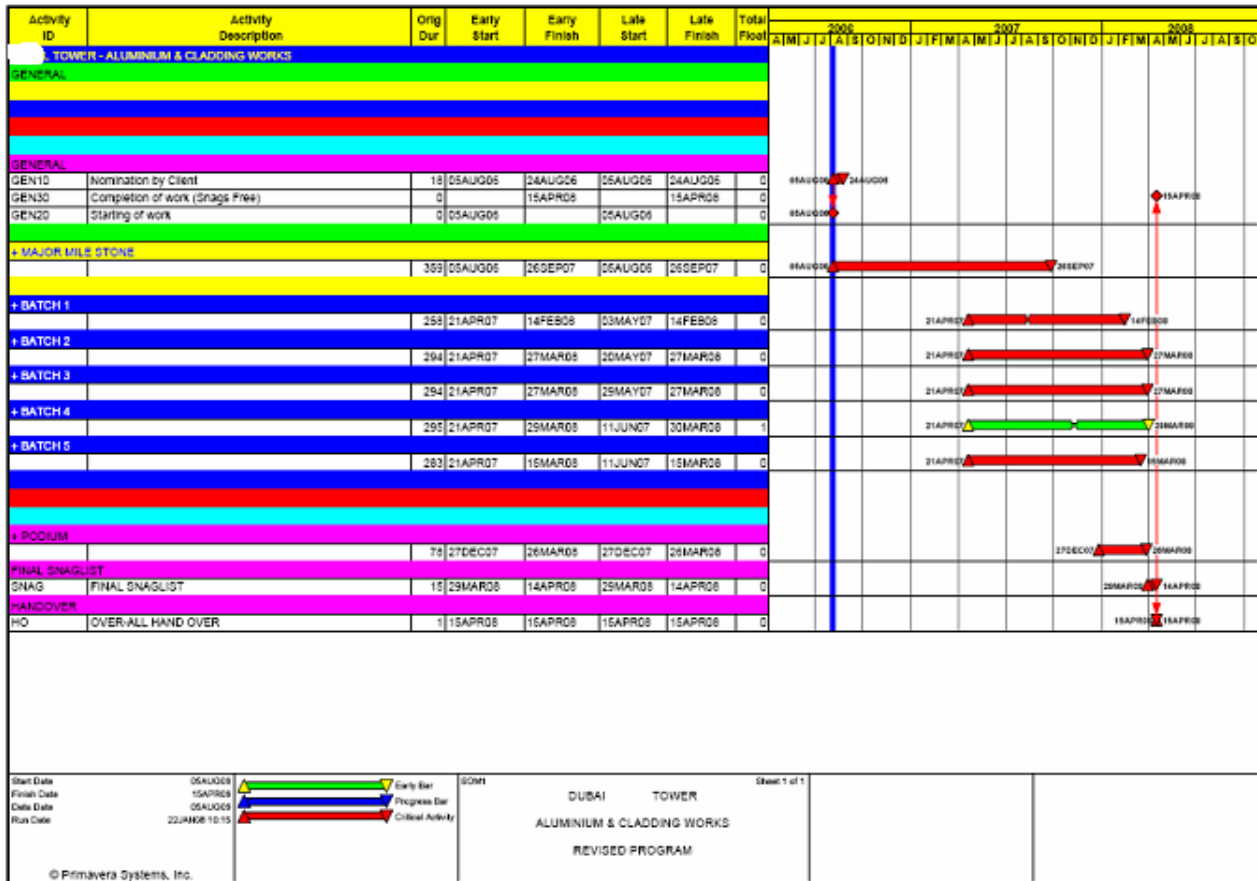 Activity ID Activity Description Orig Dur Early Start Early Finish Late Start Late Finish Total Float
2006 2007 2008
A M J J A S O N D J F M A M J J A S O N D J F M A M J J A S O
L TOWER - ALUMINIUM & CLADDING WORKS
GENERAL
GENERAL
GEN10 Nomination by Client 18 05AUG06 24AUG06 05AUG06 24AUG06 0 05AUG06 24AUG06
GEN30 Completion of work (Snags Free) 0 15APR08 15APR08 0 15APR08
GEN20 Starting of work 0 05AUG06 05AUG06 0 05AUG06
+ MAJOR MILE STONE
359 05AUG06 26SEP07 05AUG06 26SEP07 0 05AUG06 26SEP07
+ BATCH 1
258 21APR07 14FEB08 03MAY07 14FEB08 0 21APR07 14FEB08
+ BATCH 2
294 21APR07 27MAR08 20MAY07 27MAR08 0 21APR07 27MAR08
+ BATCH 3
294 21APR07 27MAR08 29MAY07 27MAR08 0 21APR07 27MAR08
+ BATCH 4
295 21APR07 29MAR08 11JUN07 30MAR08 1 21APR07
+ BATCH 5
283 21APR07 15MAR08 11JUN07 15MAR08 0 21APR07 15MAR08
+ PODIUM
78 27DEC07 26MAR08 27DEC07 26MAR08 0 27DEC07 26MAR08
FINAL SNAGLIST
SNAG FINAL SNAGLIST 15 29MAR08 14APR08 29MAR08 14APR08 0 29MAR08 14APR08
HANDOVER
HO OVER-ALL HAND OVER 1 15APR08 15APR08 15APR08 15APR08 0 15APR08 15APR08
Start Date 05AUG06
Finish Date 15APR08
Data Date 05AUG06
Run Date 22JAN08 10:15
© Primavera Systems, Inc.
Early Bar
Progress Bar
Critical Activity
SOM1
Sheet 1 of 1
DUBAI TOWER
ALUMINIUM & CLADDING WORKS
REVISED PROGRAM